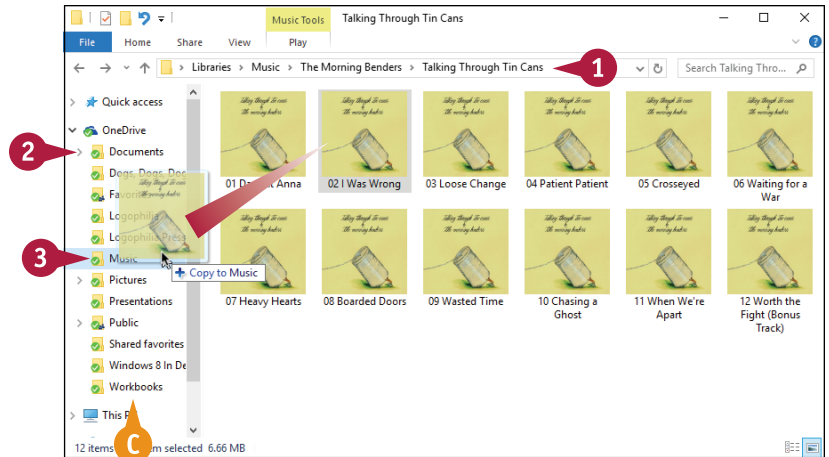 Music Tools
Talking Through Tin Cans
File
Home
Share
View
Play
Libraries > Music > The Morning Benders > Talking Through Tin Cans
1
Search Talking Thro...
Quick access
OneDrive
2
Documents
Dogs, Dogs, Dog
Favorit
Logophilia
Logophilia Press
3
Music
Copy to Music
Pictures
Presentations
Public
Shared favorites
Windows 8 In De
Workbooks
This P
C
01 Da t Anna
02 I Was Wrong
03 Loose Change
04 Patient Patient
05 Crosseyed
06 Waiting for a
War
07 Heavy Hearts
08 Boarded Doors
09 Wasted Time
10 Chasing a
Ghost
11 When We're
Apart
12 Worth the
Fight (Bonus
Track)
12 items
m selected 6.66 MB